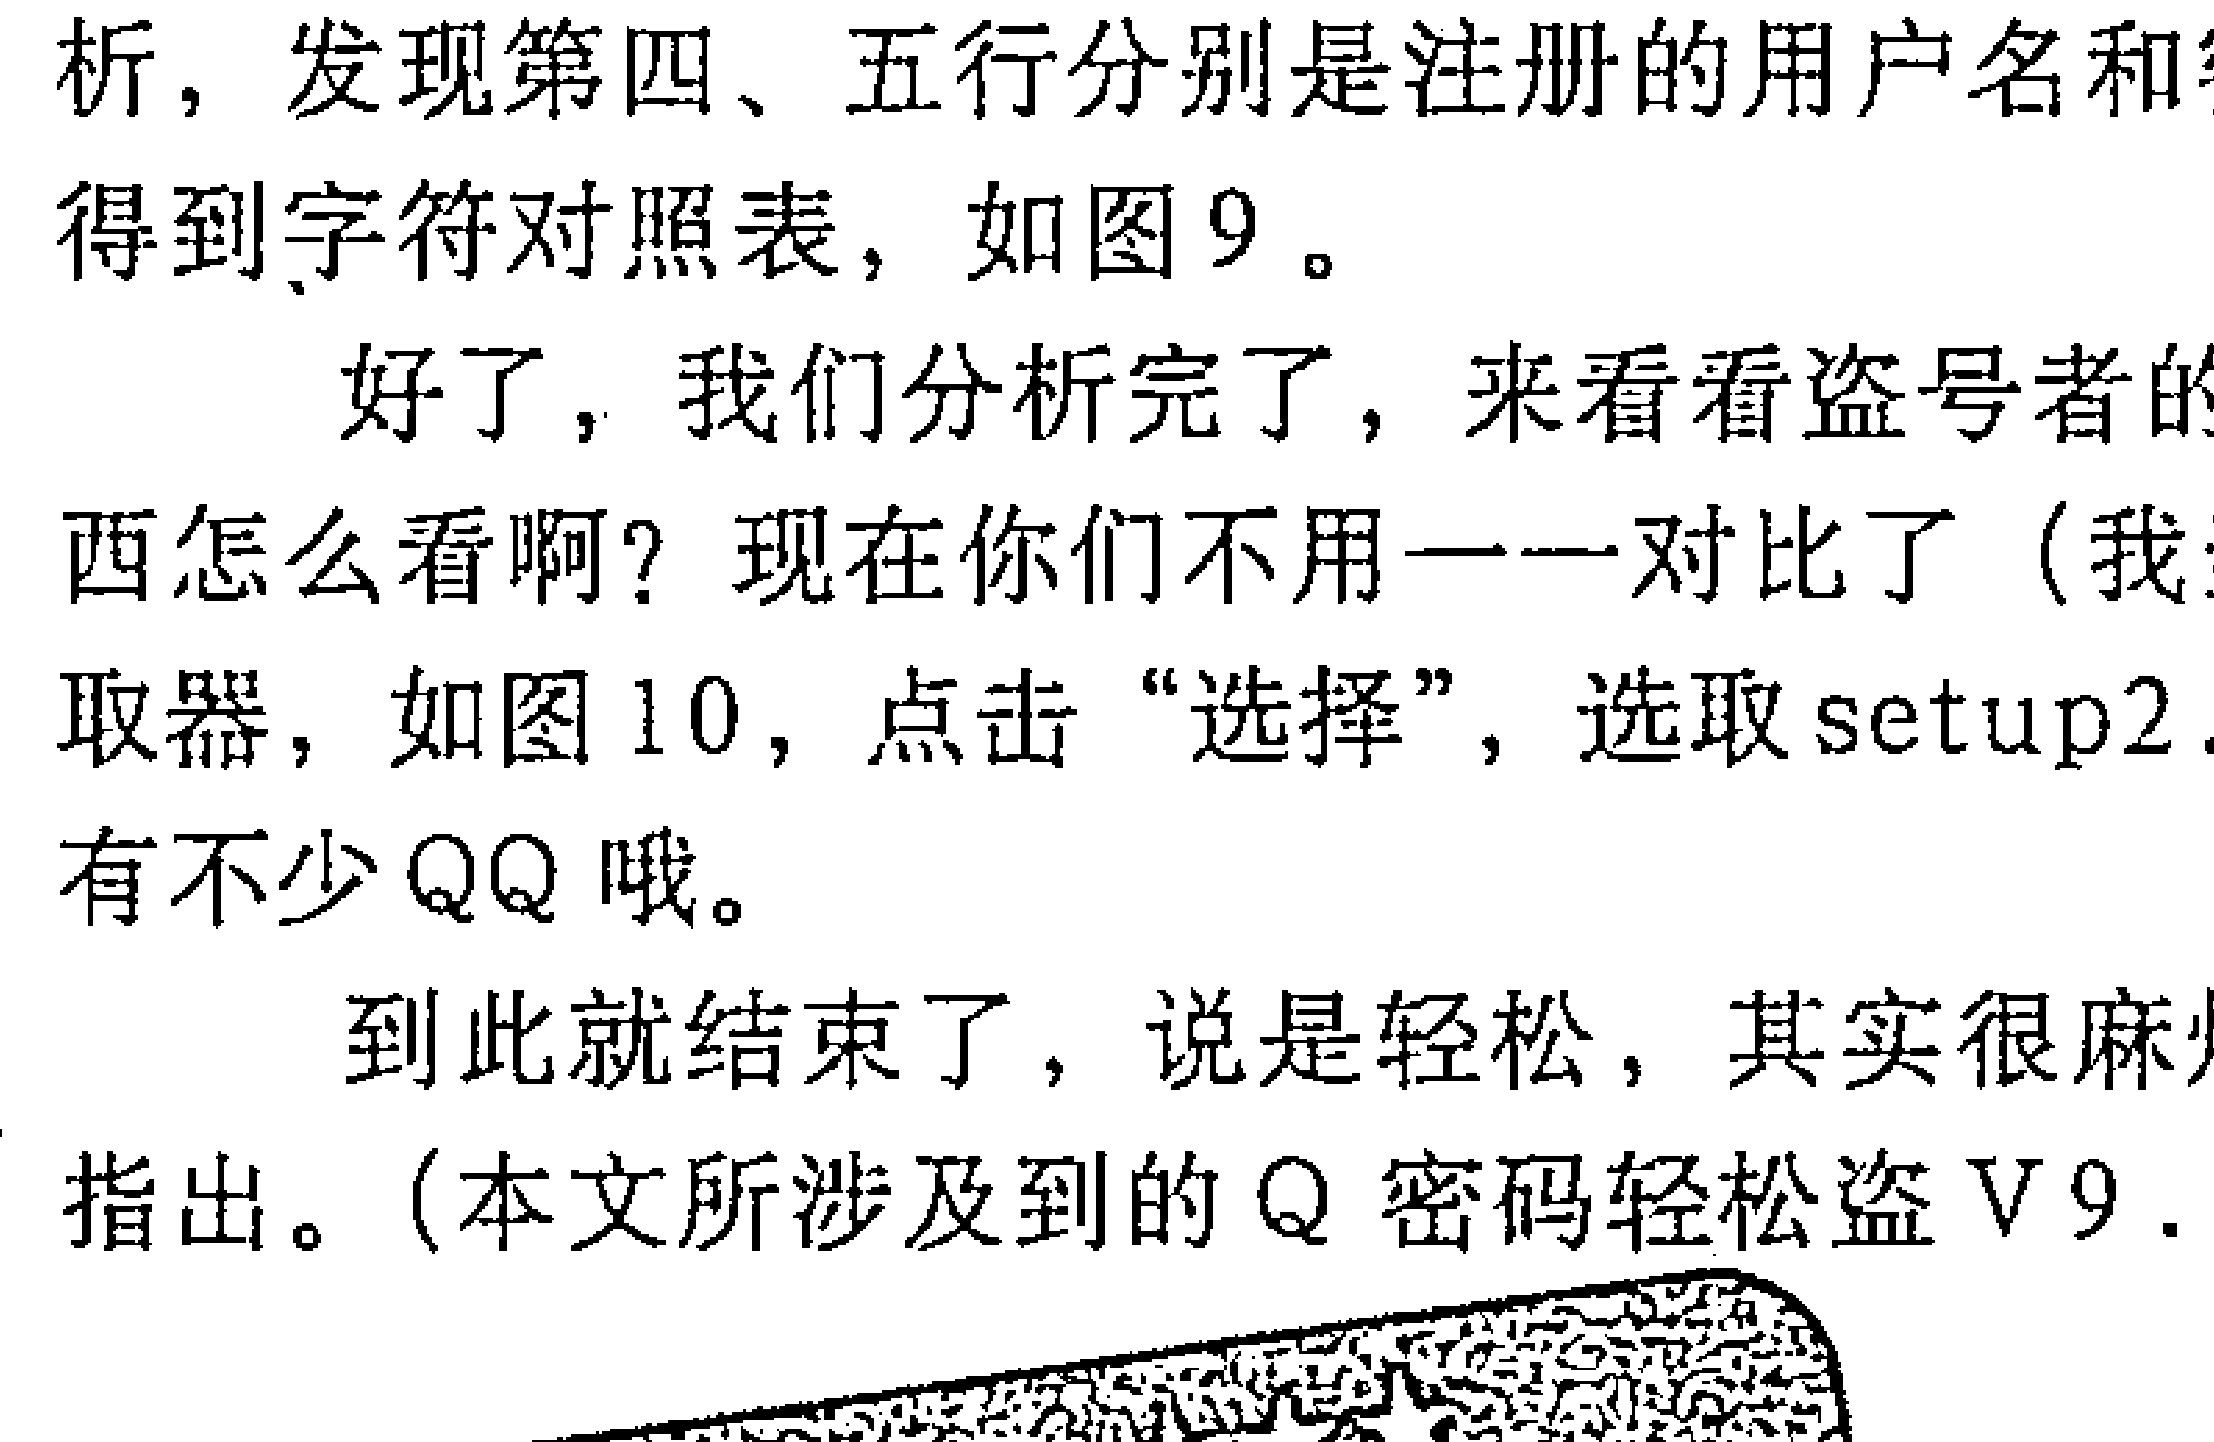 析，发现第四、五行分别是注册的用户名和
得到字符对照表，如图9。
好了，我们分析完了，来看看盗号者的
西怎么看啊？现在你们不用一一对比了（我
取器，如图10，点击“选择”，选取setup2.
有不少QQ哦。
到此就结束了，说是轻松，其实很麻
指出。（本文所涉及到的Q密码轻松盗V9.